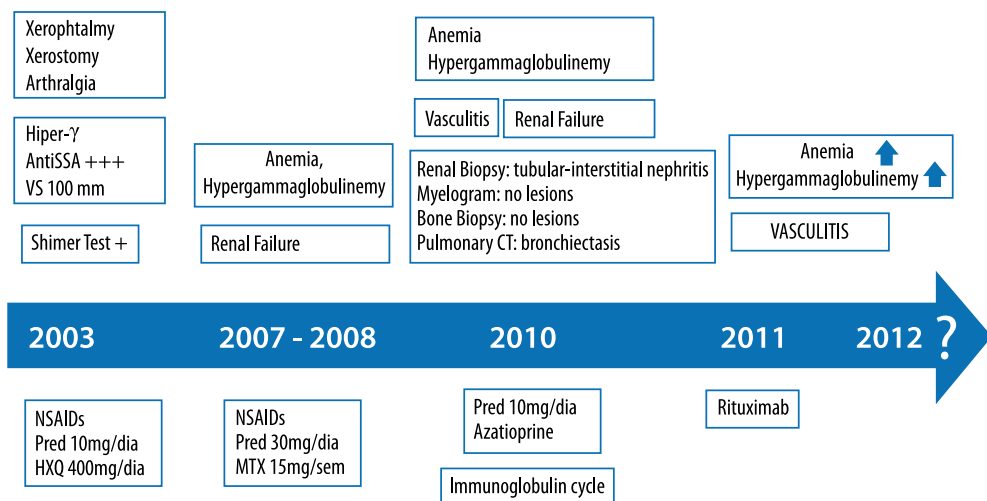 Xerophtalmy
Xerostomy
Arthralgia
Hiper-γ
AntiSSA +++
VS 100 mm
Shimer Test +
Anemia,
Hypergammaglobulinemy
Renal Failure
Anemia
Hypergammaglobulinemy
Vasculitis
Renal Failure
Renal Biopsy: tubular-interstitial nephritis
Myelogram: no lesions
Bone Biopsy: no lesions
Pulmonary CT: bronchiectasis
Anemia
Hypergammaglobulinemy
VASCULITIS
2003
2007 - 2008
2010
2011
2012 ?
NSAIDs
Pred 10mg/dia
HXQ 400mg/dia
NSAIDs
Pred 30mg/dia
MTX 15mg/sem
Pred 10mg/dia
Azatioprine
Immunoglobulin cycle
Rituximab